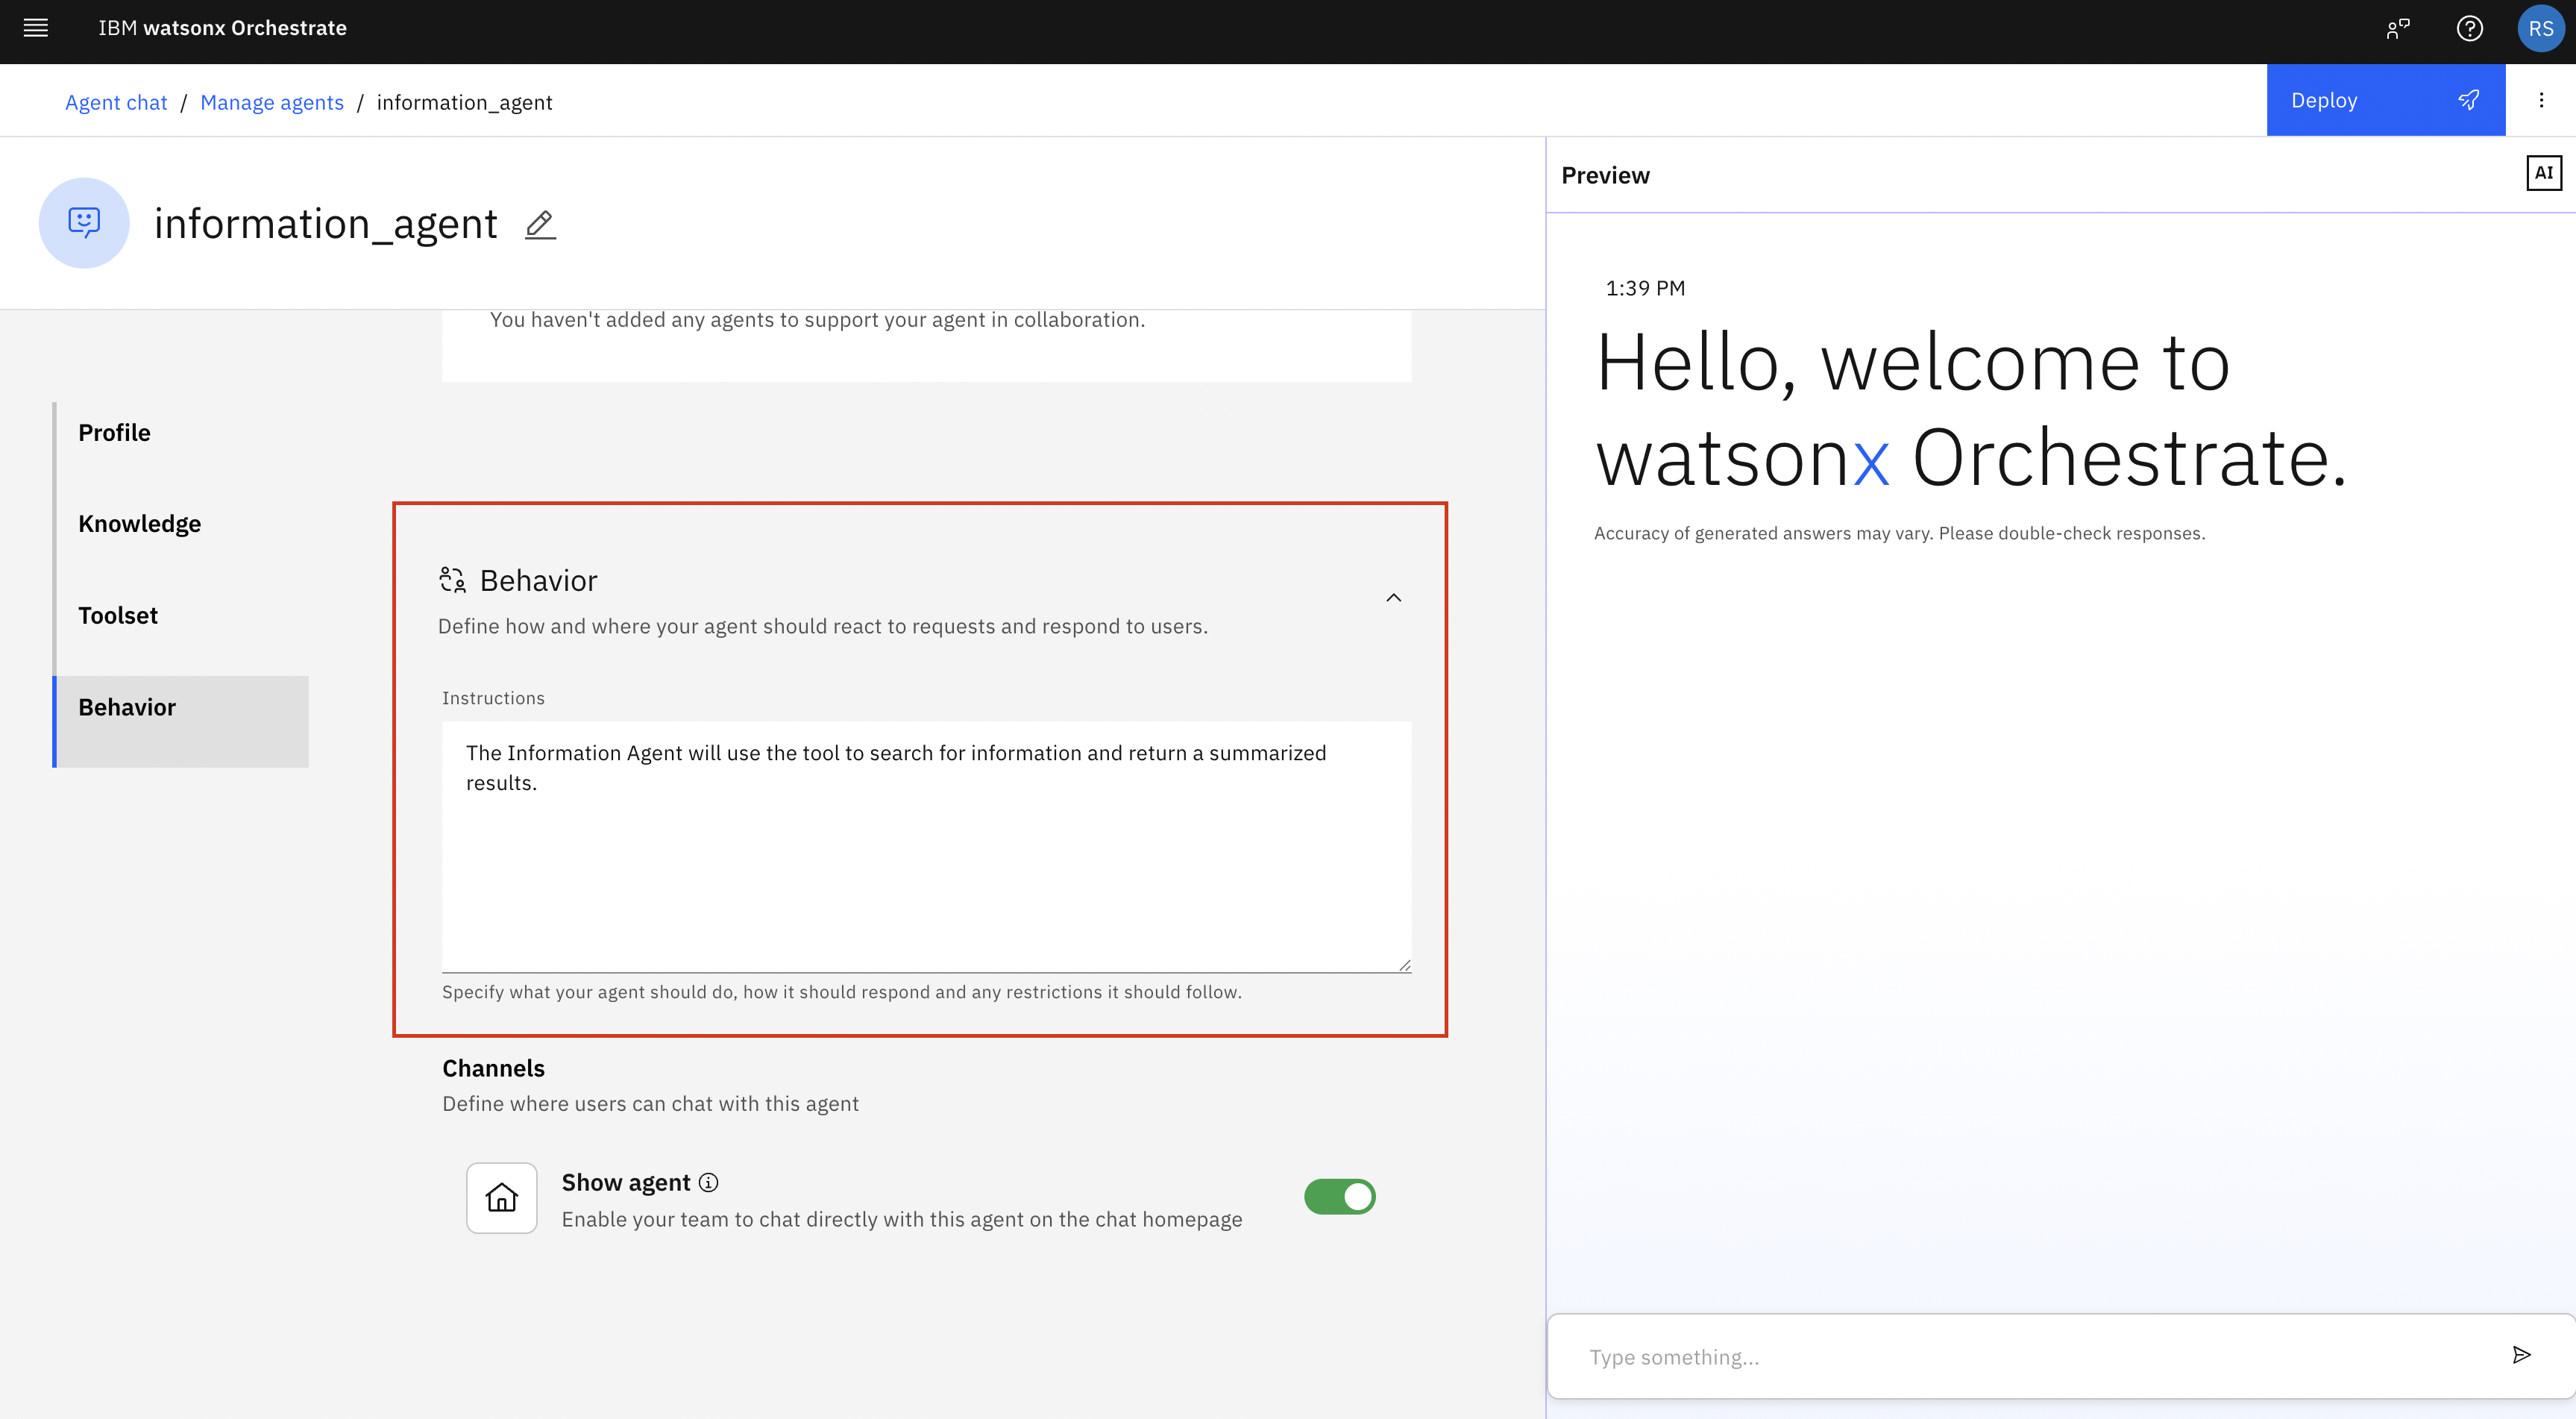 IBM watsonx Orchestrate
RS
Agent chat / Manage agents / information_agent
Deploy
information_agent
You haven't added any agents to support your agent in collaboration.
Profile
Knowledge
Toolset
Behavior
Behavior
Define how and where your agent should react to requests and respond to users.
Instructions
The Information Agent will use the tool to search for information and return a summarized
results.
Specify what your agent should do, how it should respond and any restrictions it should follow.
Channels
Define where users can chat with this agent
Show agent
Enable your team to chat directly with this agent on the chat homepage
Preview
AI
1:39 PM
Hello, welcome to
watsonx Orchestrate.
Accuracy of generated answers may vary. Please double-check responses.
Type something...